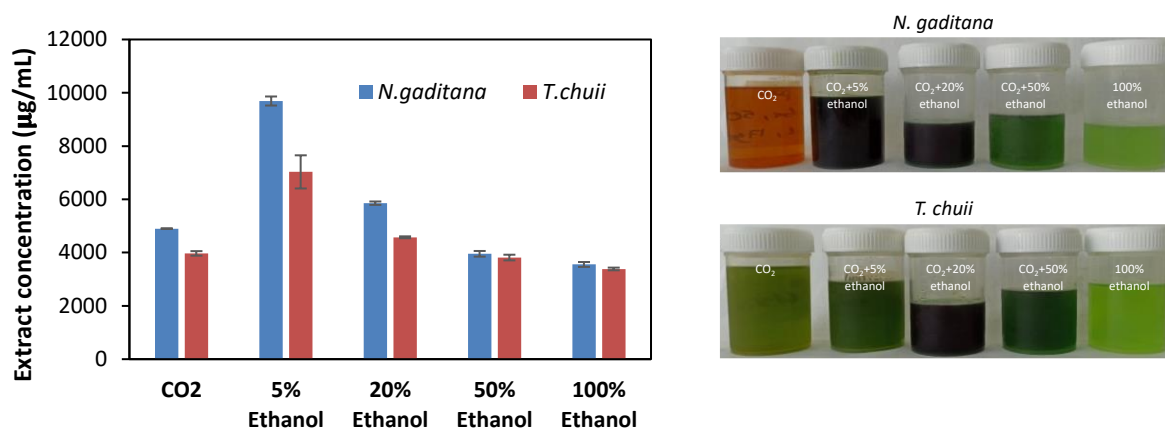 Extract concentration (µg/mL)
12000
10000
8000
6000
4000
2000
0
N.gaditana
T.chuii
CO2
5%
Ethanol
20%
Ethanol
50%
Ethanol
100%
Ethanol
N. gaditana
CO₂
CO₂+5%
ethanol
CO₂+20%
ethanol
CO₂+50%
ethanol
100%
ethanol
T. chuii
CO₂
CO₂+5%
ethanol
CO₂+20%
ethanol
CO₂+50%
ethanol
100%
ethanol